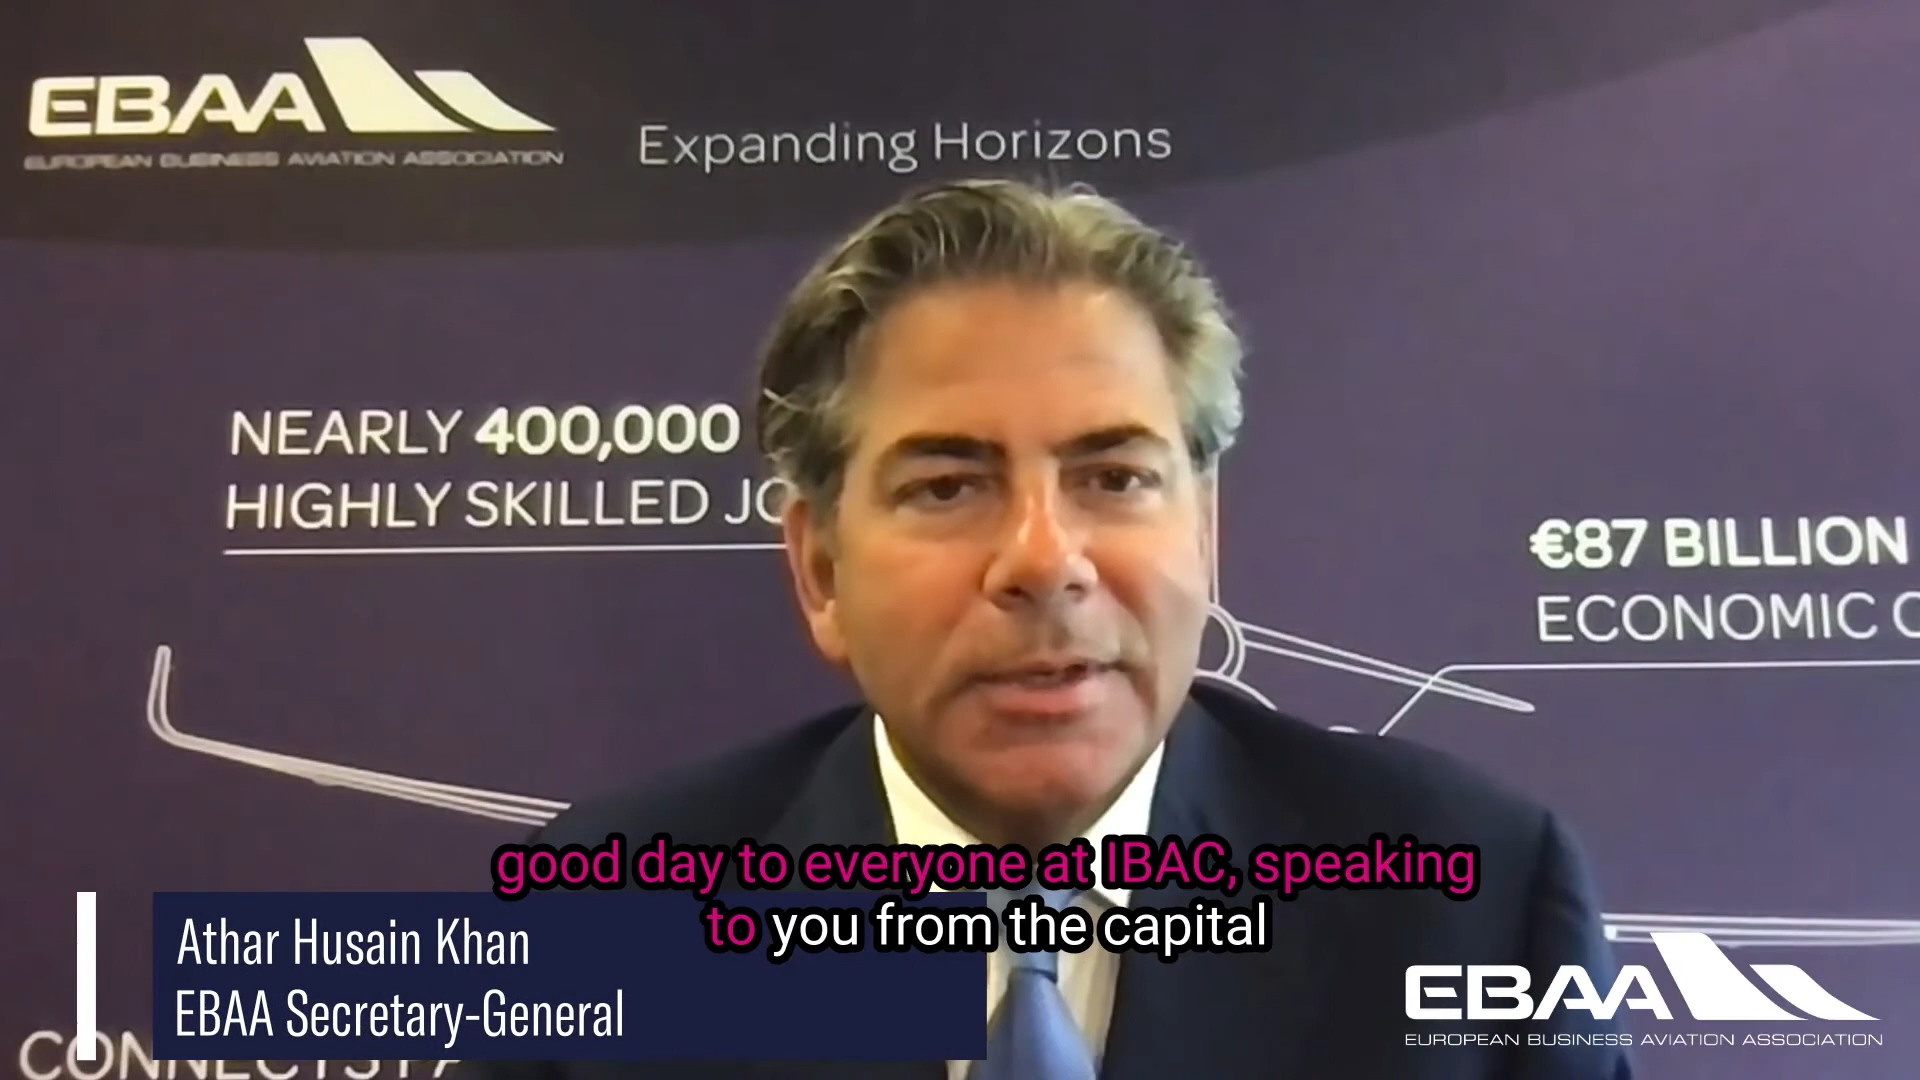 EBAA
EUROPEAN BUSINESS AVIATION ASSOCIATION
Expanding Horizons
NEARLY 400,000
HIGHLY SKILLED JO
€87 BILLION
ECONOMIC C
good day to everyone at IBAC, speaking
to you from the capital
Athar Husain Khan
EBAA Secretary-General
EBAA
EUROPEAN BUSINESS AVIATION ASSOCIATION